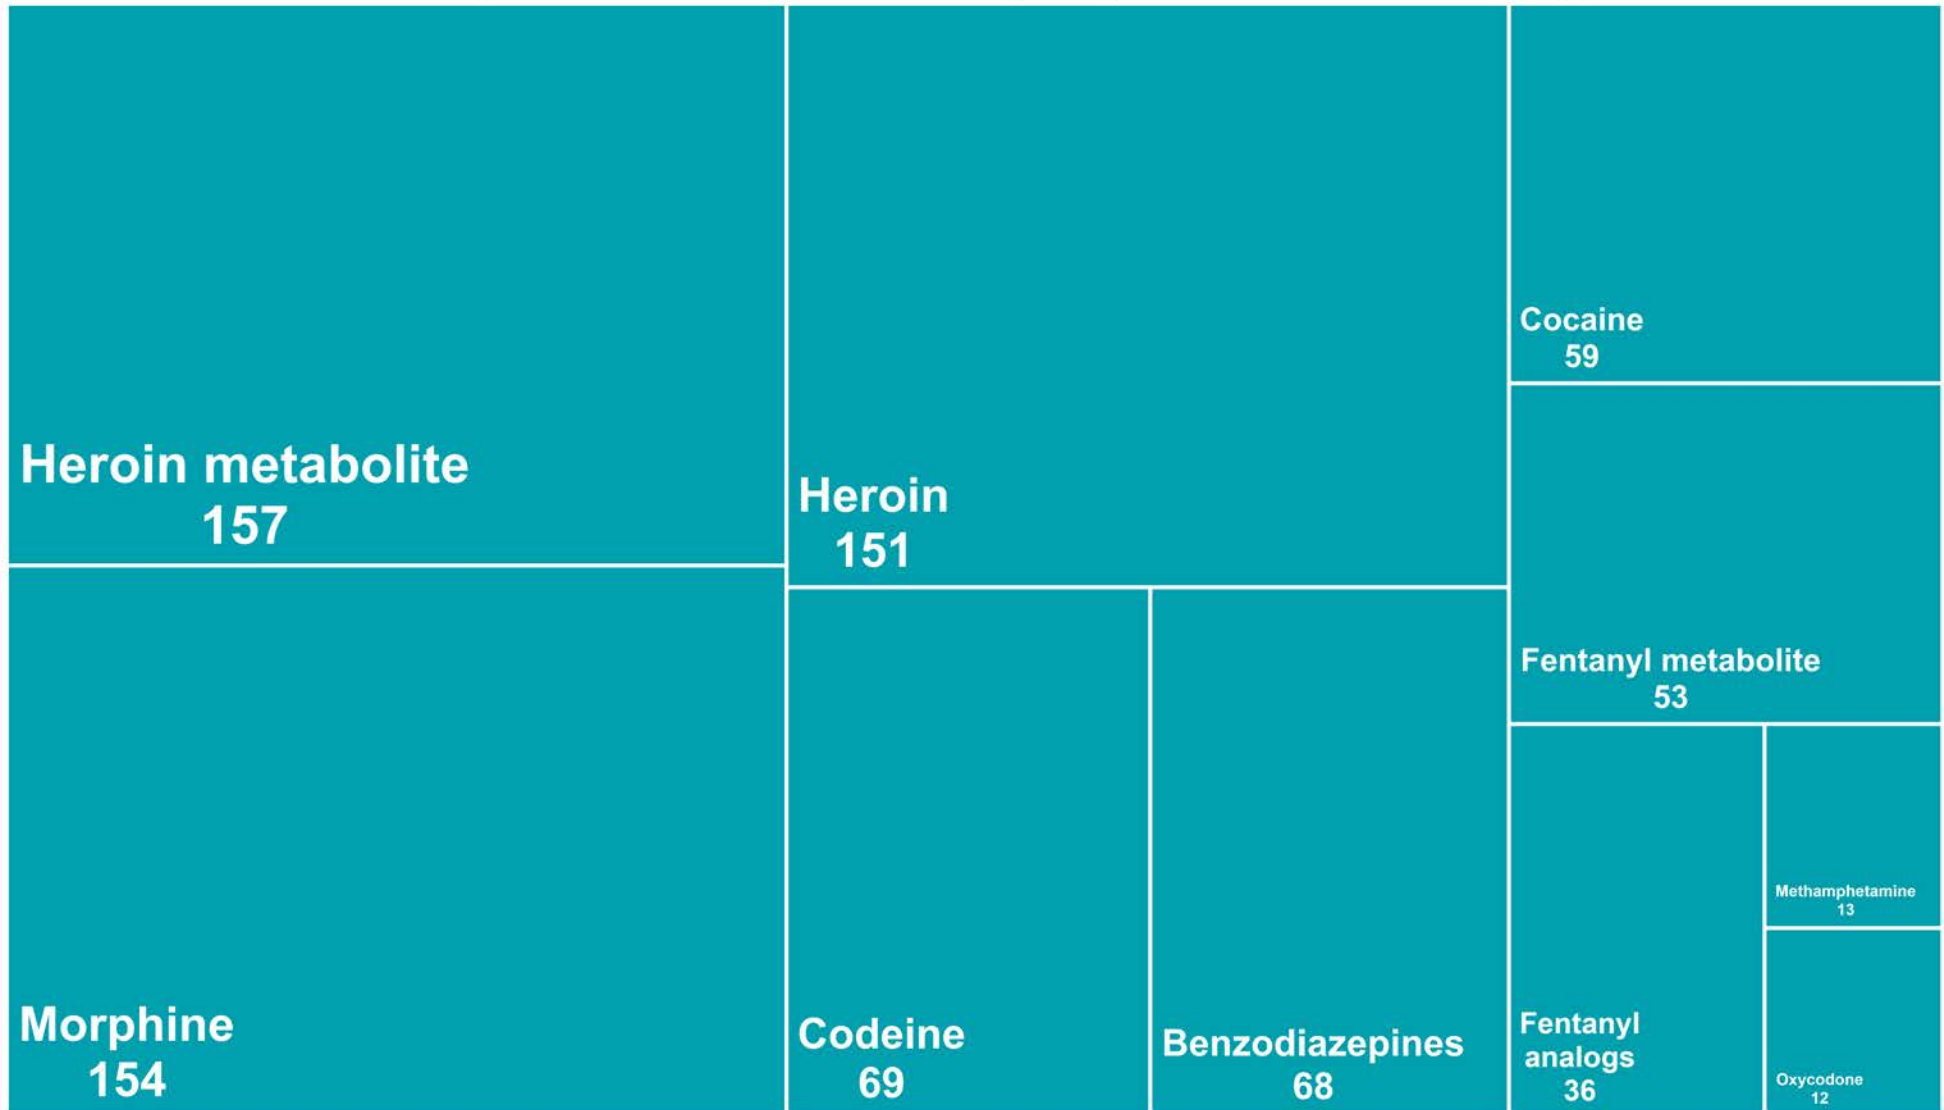 Heroin metabolite
157
Morphine
154
Heroin
151
Codeine
69
Benzodiazepines
68
Cocaine
59
Fentanyl metabolite
53
Fentanyl
analogs
36
Methamphetamine
13
Oxycodone
12